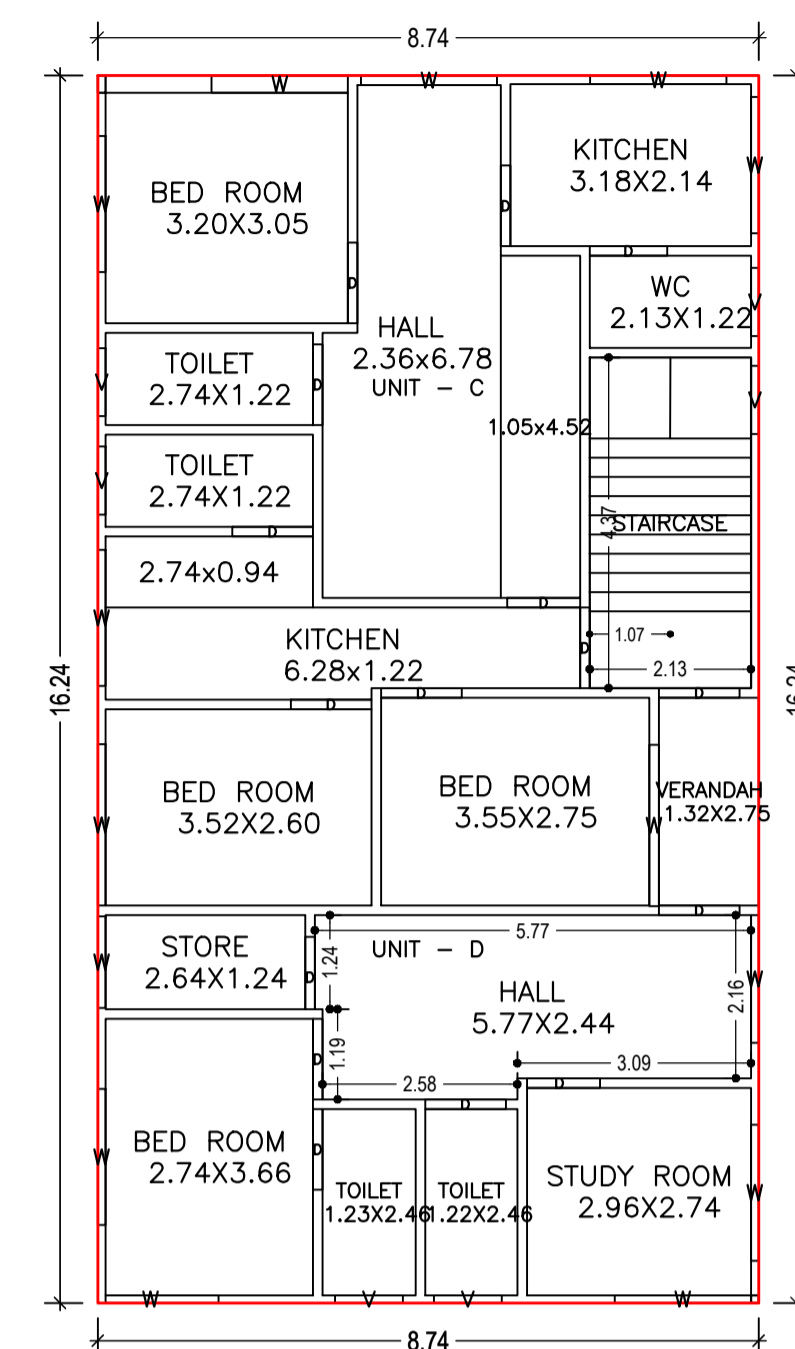 8.74
W
W
W
KITCHEN
3.18X2.14
W
BED ROOM
3.20X3.05
W
D
D
D
WC
2.13X1.22
V
HALL
2.36x6.78
UNIT - C
TOILET
2.74X1.22
V
D
V
1.05x4.52
TOILET
2.74X1.22
V
D
4.37
STAIRCASE
2.74x0.94
W
D
KITCHEN
6.28x1.22
D
1.07
2.13
16.24
16.24
D
D
D
BED ROOM
3.52X2.60
W
BED ROOM
3.55X2.75
W
VERANDAH
1.32X2.75
D
STORE
2.64X1.24
W
D
1.24
UNIT - D
5.77
HALL
5.77X2.44
2.16
W
1.19
D
2.58
3.09
D
D
BED ROOM
2.74X3.66
W
D
TOILET
1.23X2.46
TOILET
1.22X2.46
STUDY ROOM
2.96X2.74
W
W
V
V
W
8.74